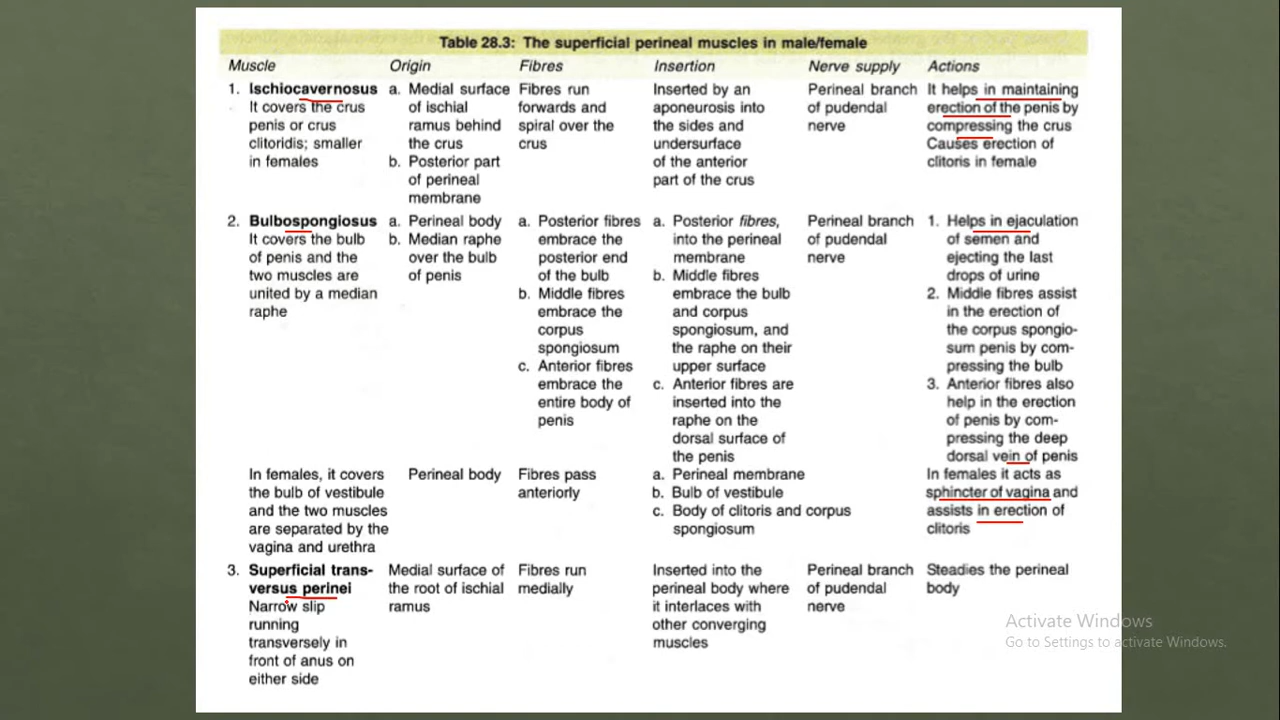 Table 28.3: The superficial perineal muscles in male/female
Muscle Origin Fibres Insertion Nerve supply Actions
1. Ischiocavernosus a. Medial surface Fibres run Inserted by an Perineal branch It helps in maintaining
It covers the crus of ischial forwards and aponeurosis into of pudendal erection of the penis by
penis or crus ramus behind spiral over the the sides and nerve compressing the crus
clitoridis; smaller the crus crus undersurface Causes erection of
in females b. Posterior part of the anterior clitoris in female
of perineal part of the crus
membrane
2. Bulbospongiosus a. Perineal body a. Posterior fibres a. Posterior fibres, Perineal branch 1. Helps in ejaculation
It covers the bulb b. Median raphe embrace the into the perineal of pudendal of semen and
of penis and the over the bulb posterior end membrane nerve ejecting the last
two muscles are of penis of the bulb b. Middle fibres drops of urine
united by a median b. Middle fibres embrace the bulb 2. Middle fibres assist
raphe embrace the and corpus in the erection of
corpus spongiosum, and the corpus spongio-
spongiosum the raphe on their sum penis by com-
c. Anterior fibres upper surface pressing the bulb
embrace the c. Anterior fibres are 3. Anterior fibres also
entire body of inserted into the help in the erection
penis raphe on the of penis by com-
dorsal surface of pressing the deep
the penis dorsal vein of penis
In females, it covers Perineal body Fibres pass a. Perineal membrane In females it acts as
the bulb of vestibule anteriorly b. Bulb of vestibule sphincter of vagina and
and the two muscles c. Body of clitoris and corpus assists in erection of
are separated by the spongiosum clitoris
vagina and urethra
3. Superficial trans- Medial surface of Fibres run Inserted into the Perineal branch Steadies the perineal
versus perinei the root of ischial medially perineal body where of pudendal body
Narrow slip ramus it interlaces with nerve
running other converging
transversely in muscles
front of anus on
either side
Activate Windows
Go to Settings to activate Windows.